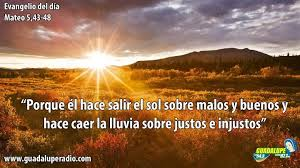 Evangelio del día
Mateo 5,43-48
“Porque él hace salir el sol sobre malos y buenos y
hace caer la lluvia sobre justos e injustos”
www.guadaluperadio.com
GUADALUPE